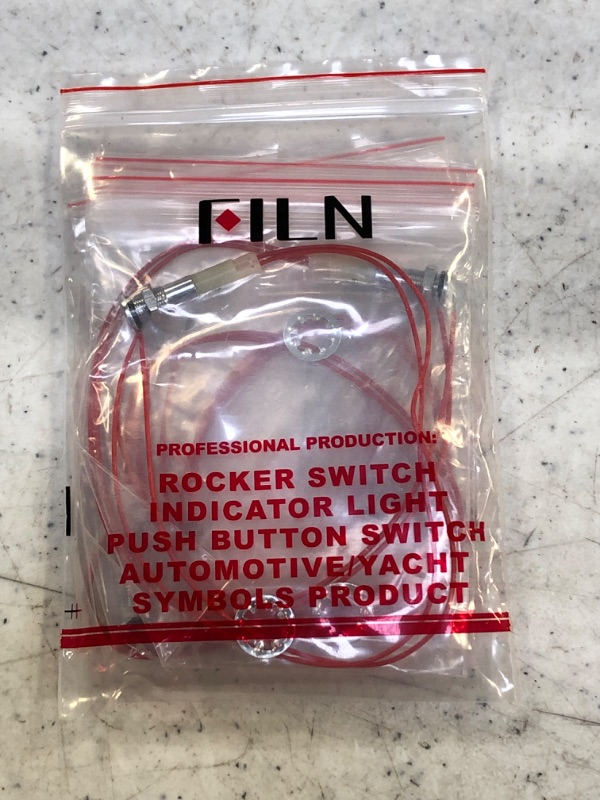 FILN
PROFESSIONAL PRODUCTION:
ROCKER SWITCH
INDICATOR LIGHT
PUSH BUTTON SWITCH
AUTOMOTIVE/YACHT
SYMBOLS PRODUCT